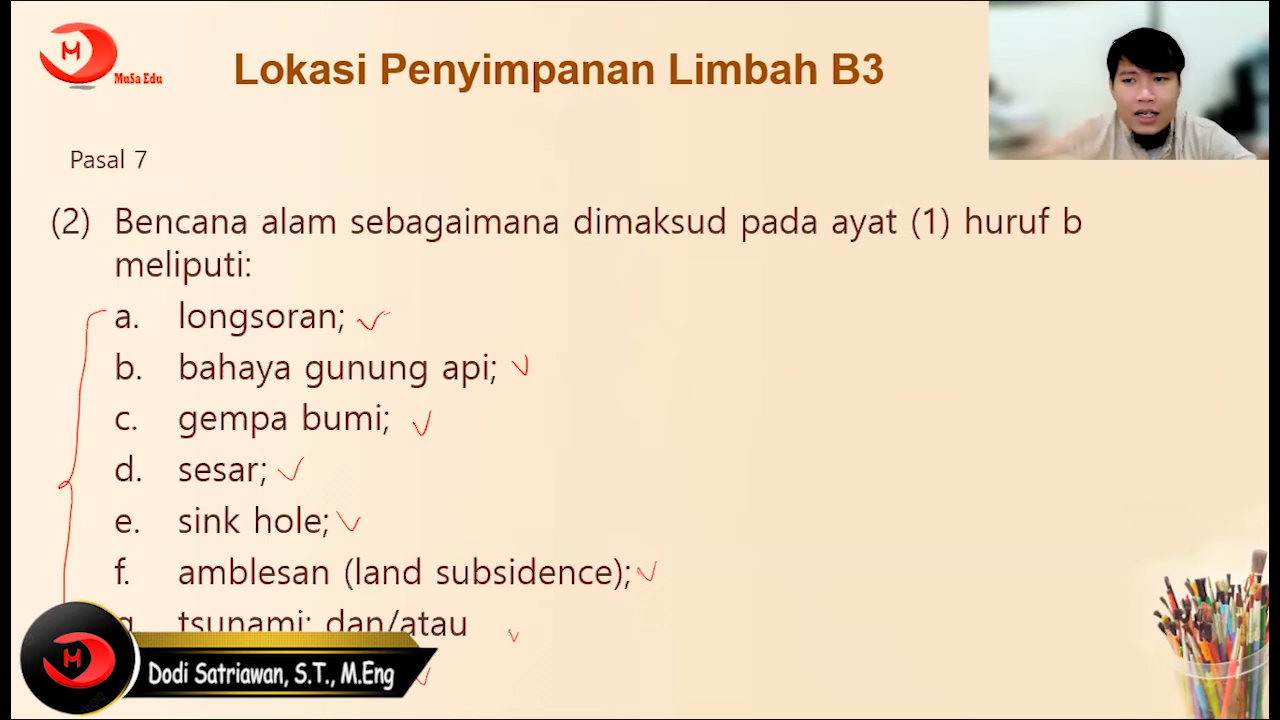 M
MuSa Edu
Lokasi Penyimpanan Limbah B3
Pasal 7
(2) Bencana alam sebagaimana dimaksud pada ayat (1) huruf b
meliputi:
a. longsoran;
b. bahaya gunung api;
c. gempa bumi;
d. sesar;
e. sink hole;
f. amblesan (land subsidence);
g. tsunami; dan/atau
M
Dodi Satriawan, S.T., M.Eng